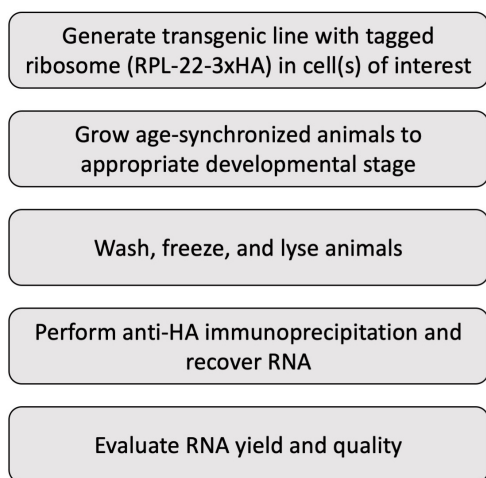 Generate transgenic line with tagged
ribosome (RPL-22-3xHA) in cell(s) of interest
Grow age-synchronized animals to
appropriate developmental stage
Wash, freeze, and lyse animals
Perform anti-HA immunoprecipitation and
recover RNA
Evaluate RNA yield and quality